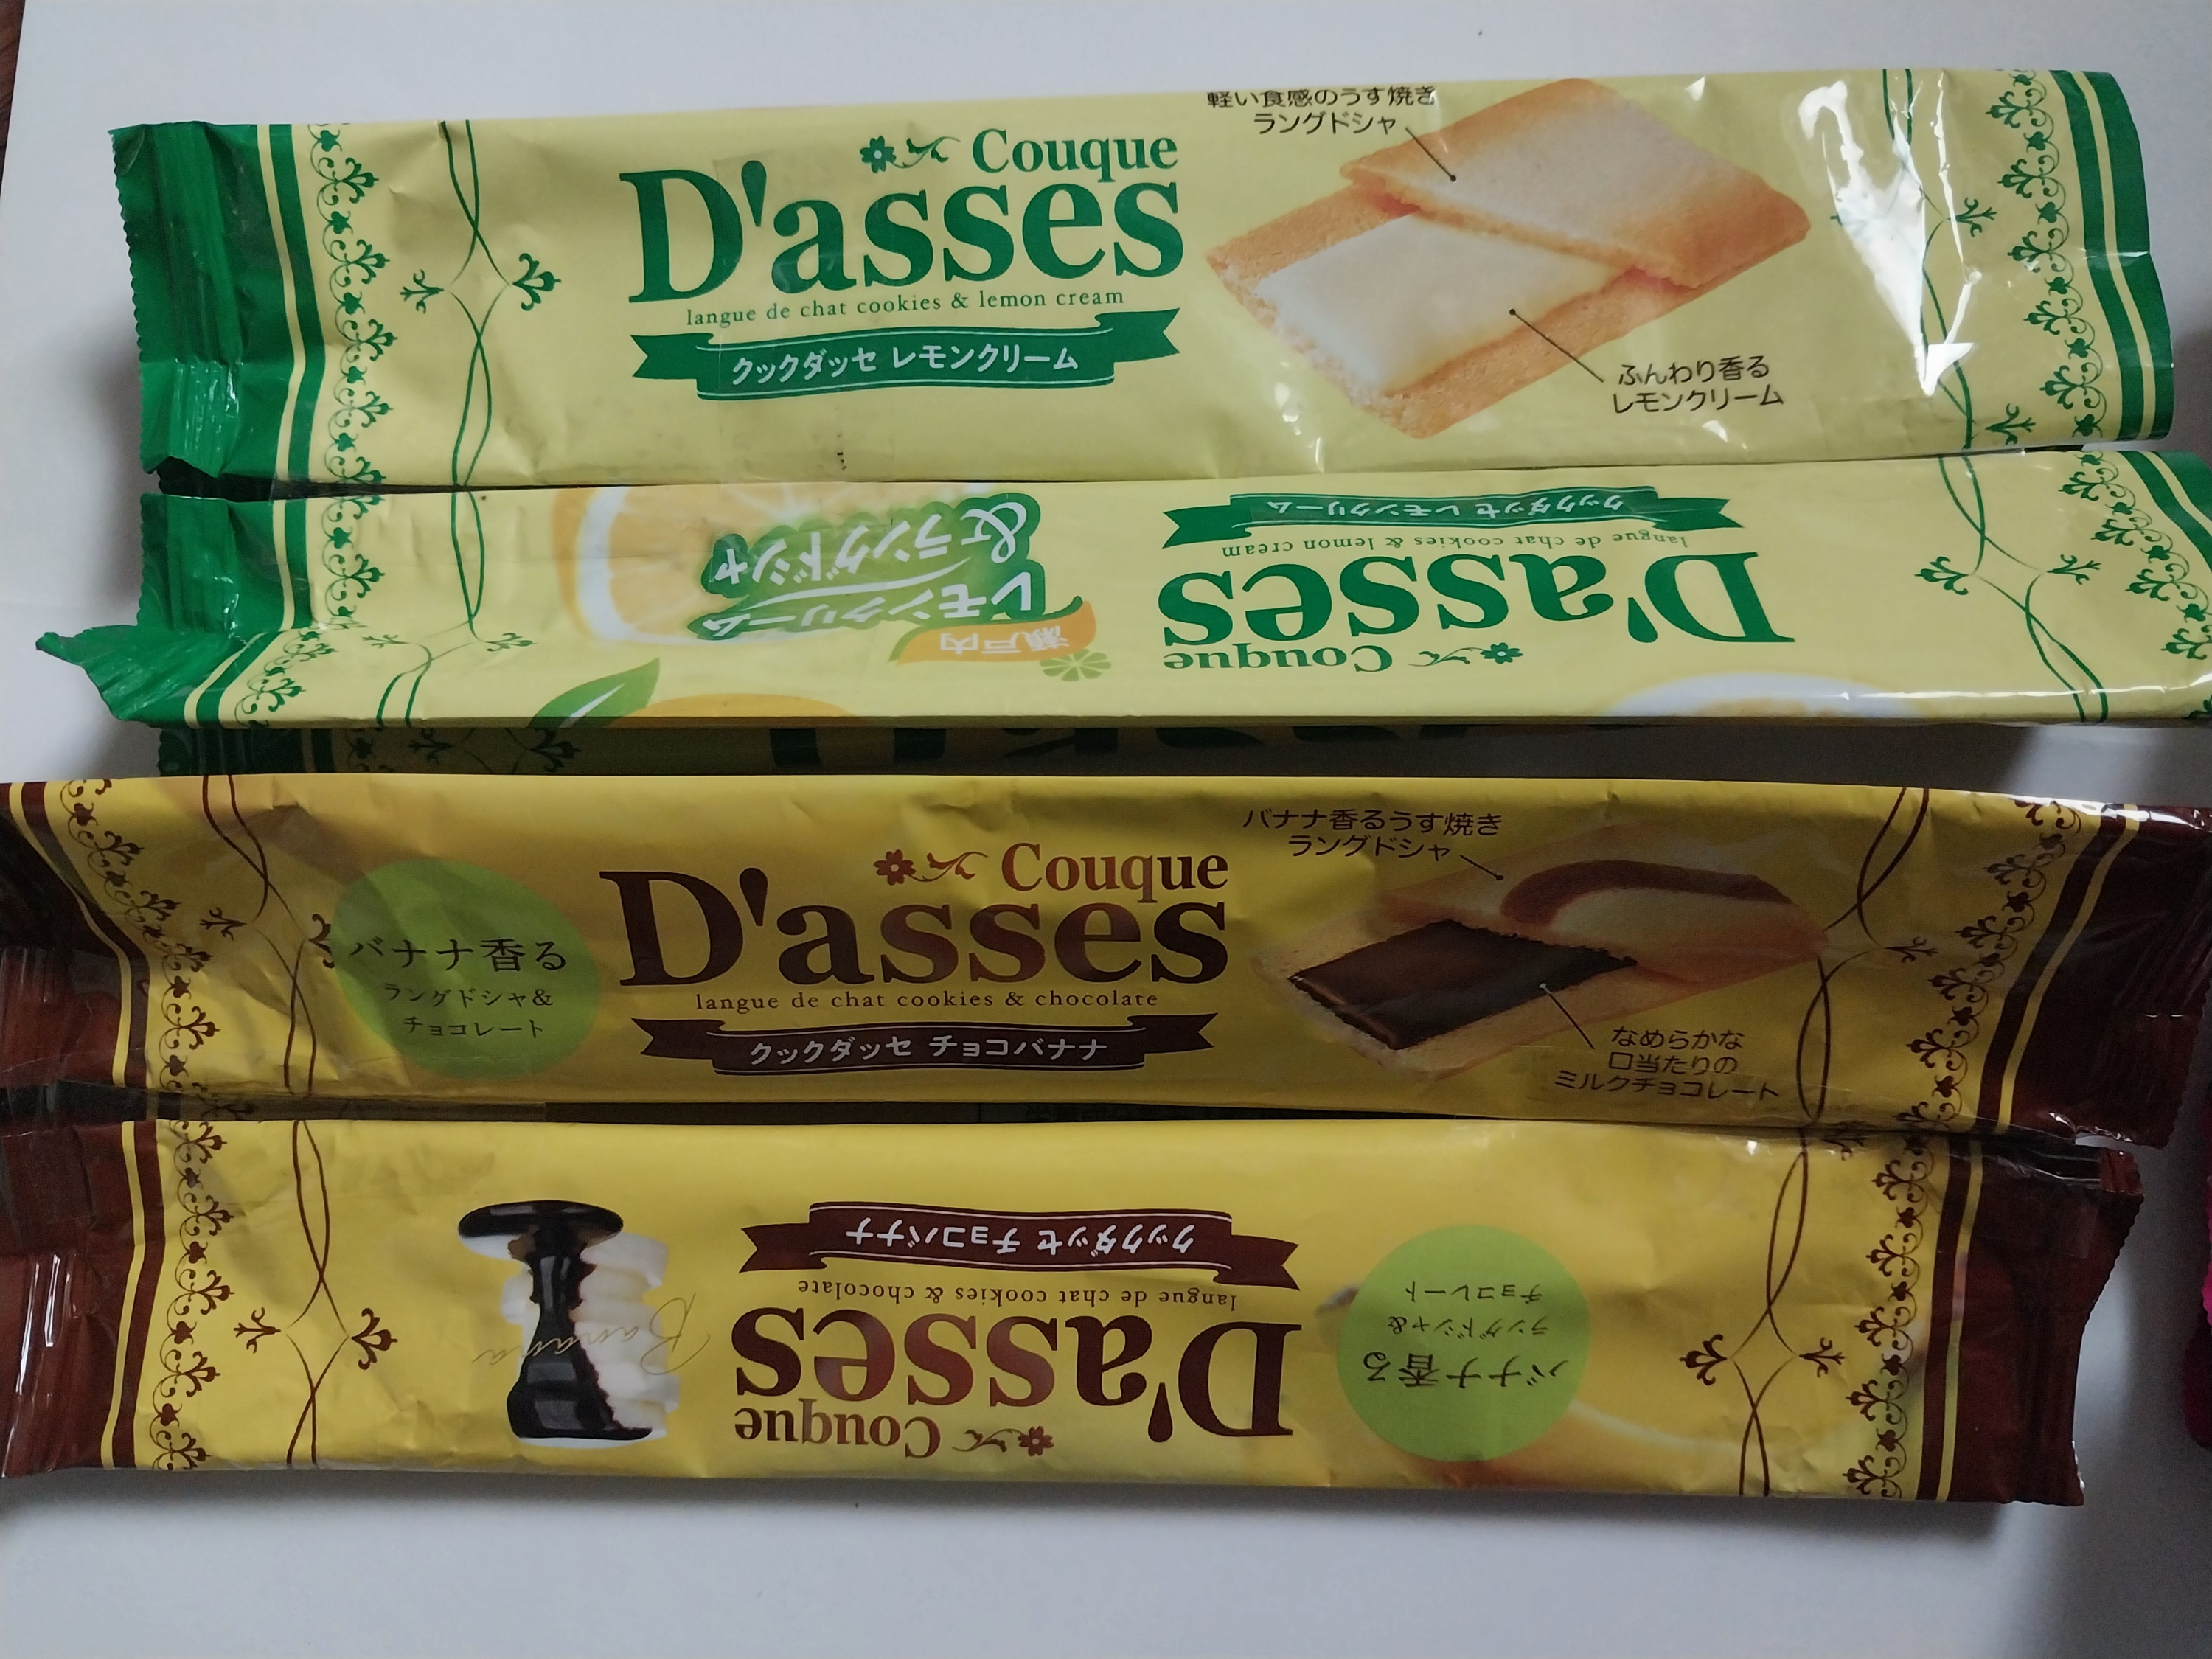 軽い食感のうす焼き
ラングドシャ
Couque
D'asses
langue de chat cookies & lemon cream
クックダッセ レモンクリーム
ふんわり香る
レモンクリーム
Couque
D'asses
langue de chat cookies & lemon cream
クックダッセ レモンクリーム
瀬戸内
レモンクリーム
&ラングドシャ
バナナ香る
ラングドシャ&
チョコレート
Couque
D'asses
langue de chat cookies & chocolate
クックダッセ チョコバナナ
バナナ香るうす焼き
ラングドシャ
なめらかな
口当たりの
ミルクチョコレート
バナナ香る
ラングドシャ&
チョコレート
Couque
D'asses
langue de chat cookies & chocolate
クックダッセ チョコバナナ
Banana